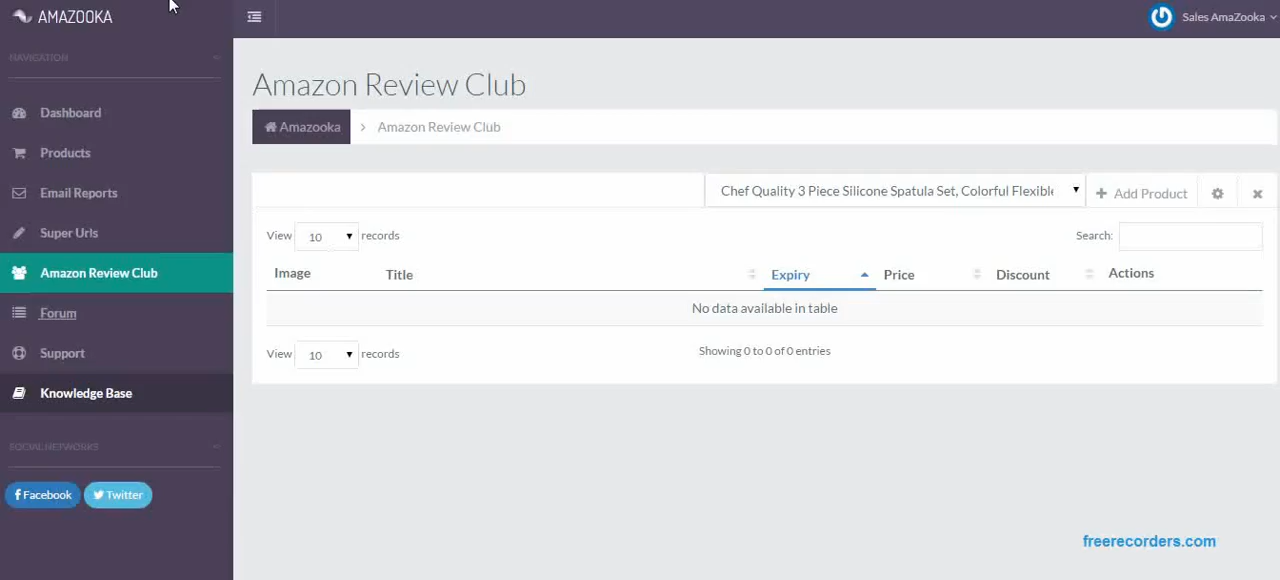 AMAZOOKA
Sales AmaZooka
NAVIGATION
Dashboard
Products
Email Reports
Super Urls
Amazon Review Club
Forum
Support
Knowledge Base
SOCIAL NETWORKS
Facebook
Twitter
Amazon Review Club
Amazooka > Amazon Review Club
Chef Quality 3 Piece Silicone Spatula Set, Colorful Flexible
Add Product
View 10 records
Search:
Image Title Expiry Price Discount Actions
No data available in table
View 10 records
Showing 0 to 0 of 0 entries
freerecorders.com